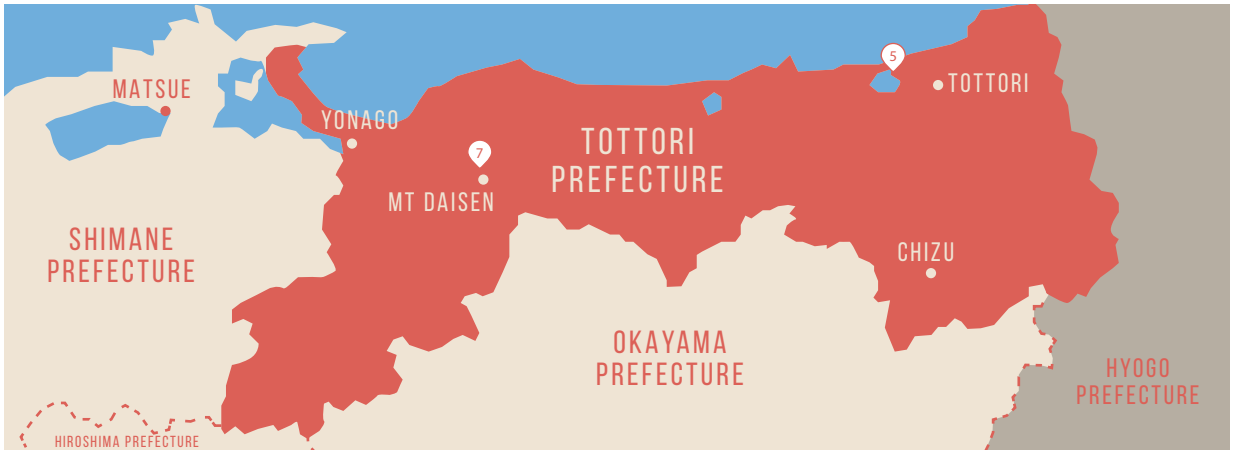 5
TOTTORI
MATSUE
YONAGO
7
TOTTORI
PREFECTURE
MT DAISEN
SHIMANE
PREFECTURE
CHIZU
OKAYAMA
PREFECTURE
HYOGO
PREFECTURE
HIROSHIMA PREFECTURE